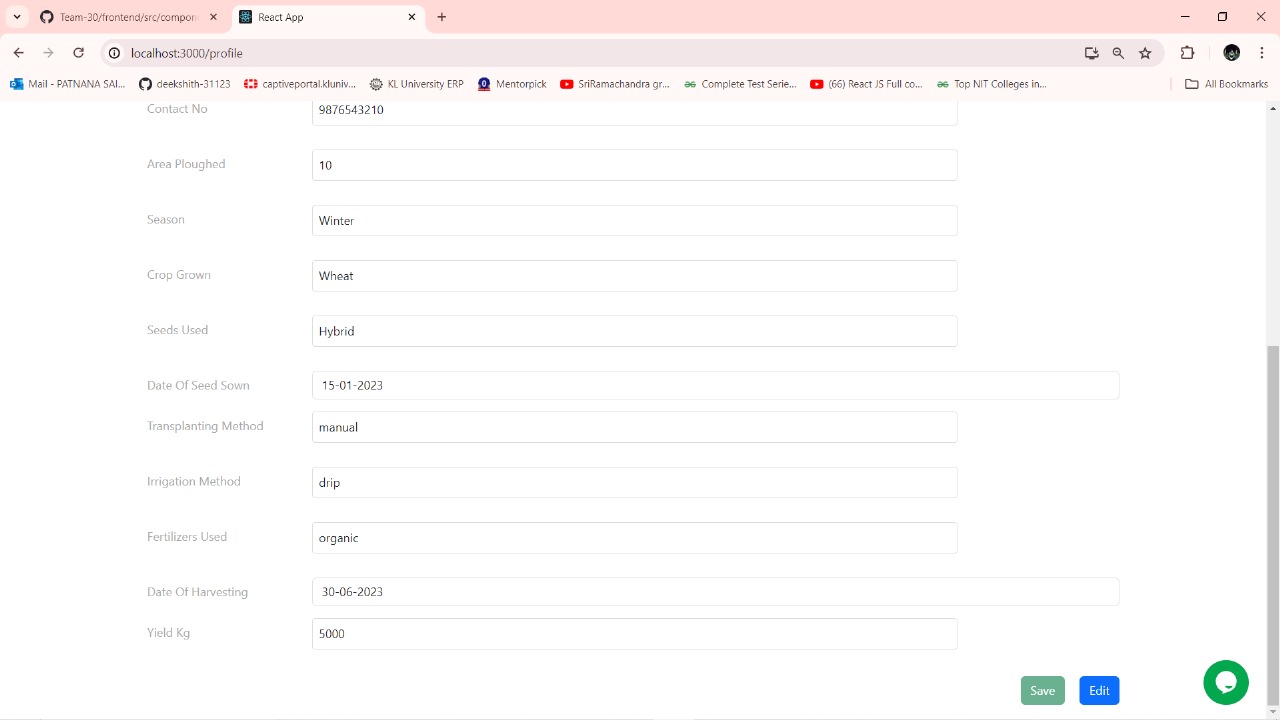 Team-30/frontend/src/compon
React App
localhost:3000/profile
Mail - PATNANA SAI...
deekshith-31123
captiveportal.kluniv...
KL University ERP
Mentorpick
SriRamachandra gr...
Complete Test Serie...
(66) React JS Full co...
Top NIT Colleges in...
All Bookmarks
Contact No 9876543210
Area Ploughed 10
Season Winter
Crop Grown Wheat
Seeds Used Hybrid
Date Of Seed Sown 15-01-2023
Transplanting Method manual
Irrigation Method drip
Fertilizers Used organic
Date Of Harvesting 30-06-2023
Yield Kg 5000
Save Edit